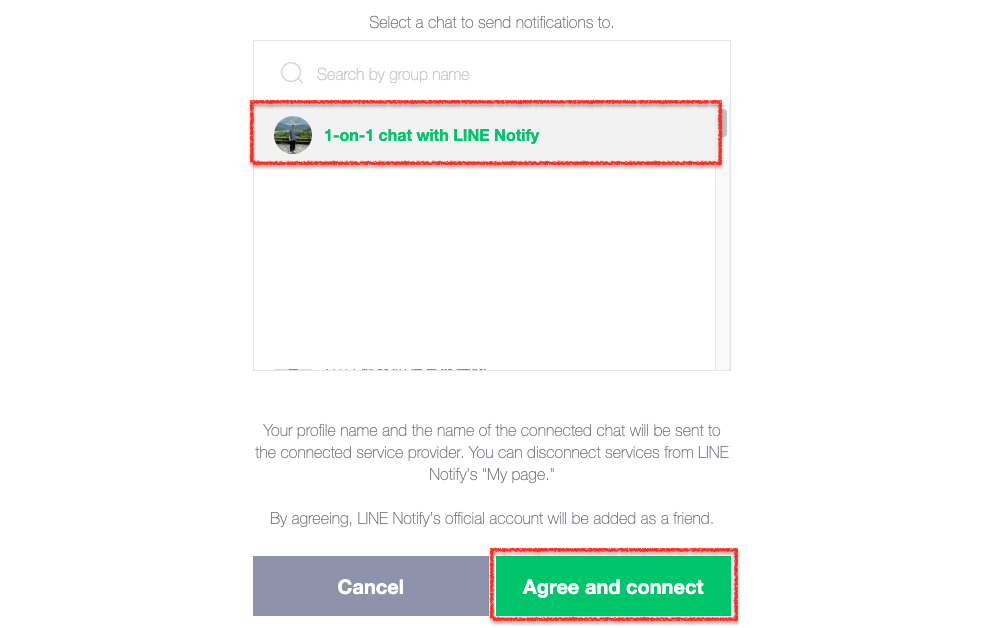 Select a chat to send notifications to.
Search by group name
1-on-1 chat with LINE Notify
Your profile name and the name of the connected chat will be sent to
the connected service provider. You can disconnect services from LINE
Notify's "My page."
By agreeing, LINE Notify's official account will be added as a friend.
Cancel
Agree and connect